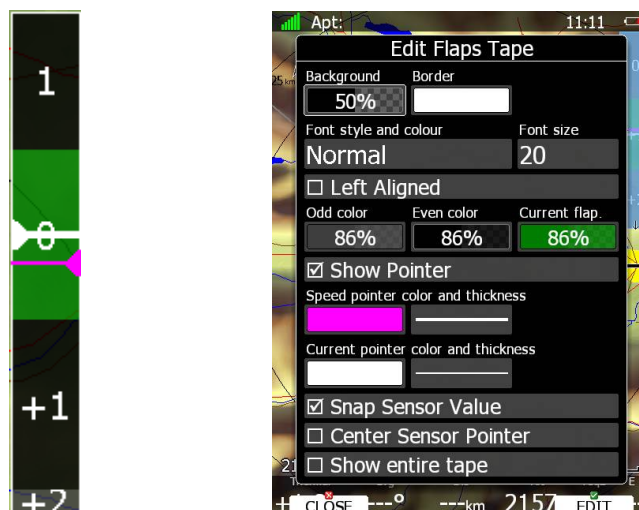 1
0
+1
+2
Apt: 11:11
Edit Flaps Tape
Background Border
50%
Font style and colour Font size
Normal 20
Left Aligned
Odd color Even color Current flap.
86% 86% 86%
Show Pointer
Speed pointer color and thickness
Current pointer color and thickness
Snap Sensor Value
Center Sensor Pointer
Show entire tape
CLOSE ---° ---km 2157 EDIT